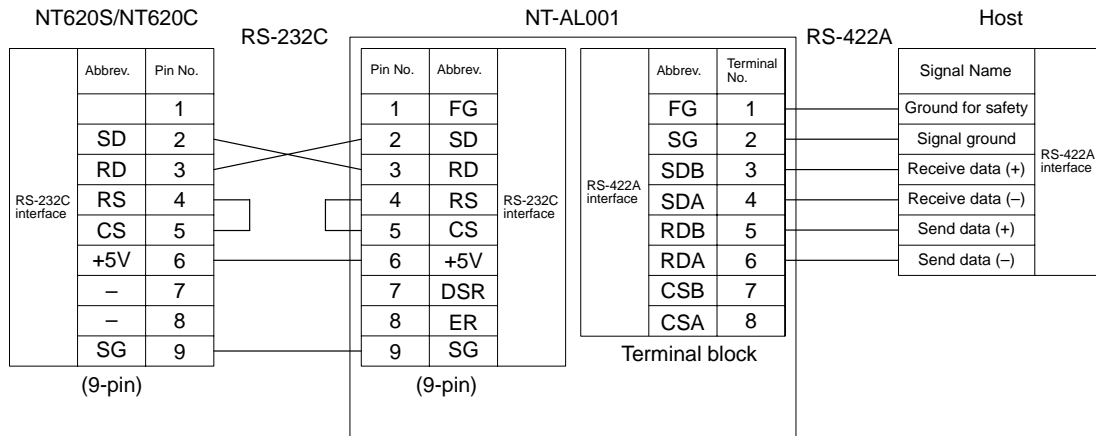 NT620S/NT620C
RS-232C
NT-AL001
RS-422A
Host
Abbrev. Pin No.
1
SD 2
RD 3
RS 4
CS 5
+5V 6
– 7
– 8
SG 9
RS-232C
interface
(9-pin)
Pin No. Abbrev.
1 FG
2 SD
3 RD
4 RS
5 CS
6 +5V
7 DSR
8 ER
9 SG
RS-232C
interface
(9-pin)
RS-422A
interface
Abbrev. Terminal
No.
FG 1
SG 2
SDB 3
SDA 4
RDB 5
RDA 6
CSB 7
CSA 8
Terminal block
Signal Name
Ground for safety
Signal ground
Receive data (+)
Receive data (–)
Send data (+)
Send data (–)
RS-422A
interface